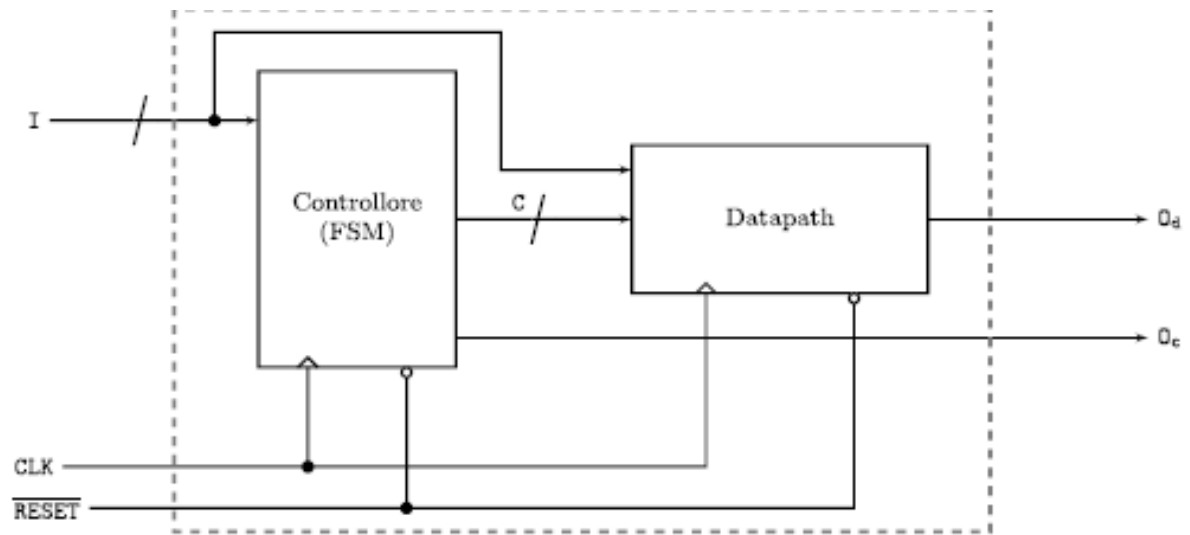 I
Controllore
(FSM)
C
Datapath
O_d
O_c
CLK
RESET